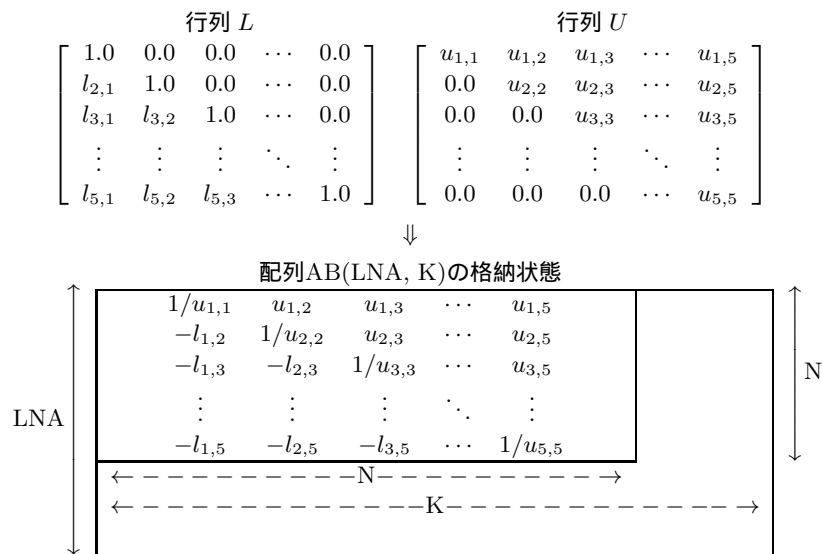 行列 L 行列 U
1.0 0.0 0.0 ⋯ 0.0 u1,1 u1,2 u1,3 ⋯ u1,5
l2,1 1.0 0.0 ⋯ 0.0 0.0 u2,2 u2,3 ⋯ u2,5
l3,1 l3,2 1.0 ⋯ 0.0 0.0 0.0 u3,3 ⋯ u3,5
⋮ ⋮ ⋮ ⋱ ⋮ ⋮ ⋮ ⋮ ⋱ ⋮
l5,1 l5,2 l5,3 ⋯ 1.0 0.0 0.0 0.0 ⋯ u5,5
⇓
配列AB(LNA, K)の格納状態
1/u1,1 u1,2 u1,3 ⋯ u1,5
−l1,2 1/u2,2 u2,3 ⋯ u2,5
−l1,3 −l2,3 1/u3,3 ⋯ u3,5
N
⋮ ⋮ ⋮ ⋱ ⋮
LNA
−l1,5 −l2,5 −l3,5 ⋯ 1/u5,5
N
K